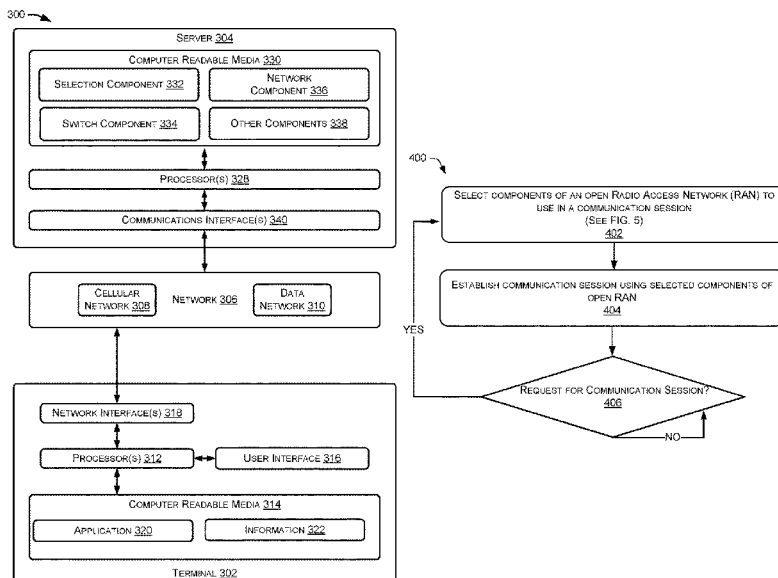 300
SERVER 304
COMPUTER READABLE MEDIA 330
SELECTION COMPONENT 332
NETWORK
COMPONENT 336
SWITCH COMPONENT 334
OTHER COMPONENTS 338
PROCESSOR(S) 328
COMMUNICATIONS INTERFACE(S) 340
CELLULAR
NETWORK 308
NETWORK 306
DATA
NETWORK 310
NETWORK INTERFACE(S) 318
PROCESSOR(S) 312
USER INTERFACE 316
COMPUTER READABLE MEDIA 314
APPLICATION 320
INFORMATION 322
TERMINAL 302
400
SELECT COMPONENTS OF AN OPEN RADIO ACCESS NETWORK (RAN) TO
USE IN A COMMUNICATION SESSION
(SEE FIG. 5)
402
ESTABLISH COMMUNICATION SESSION USING SELECTED COMPONENTS OF
OPEN RAN
404
YES
REQUEST FOR COMMUNICATION SESSION?
406
NO